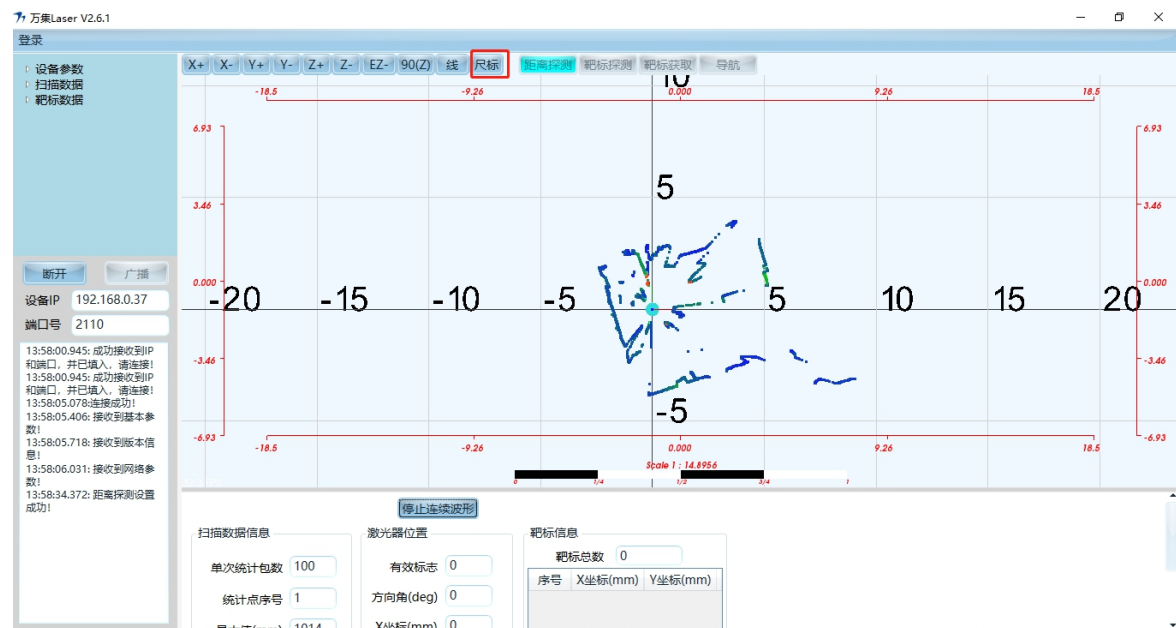 万集Laser V2.6.1
登录
设备参数
扫描数据
靶标数据
X+ X- Y+ Y- Z+ Z- EZ- 90(Z) 线 尺标 距离探测 靶标探测 靶标获取 导航
10
-18.5 -9.26 0.000 9.26 18.5
6.93 6.93
5
3.46 3.46
0.000 0.000
-20 -15 -10 -5 5 10 15 20
-3.46 -3.46
-5
-6.93 -6.93
-18.5 -9.26 0.000 9.26 18.5
Scale 1 : 14.8956
0 1/4 1/2 3/4 1
断开 广播
设备IP 192.168.0.37
端口号 2110
13:58:00.945: 成功接收到IP
和端口，并已填入，请连接!
13:58:00.945: 成功接收到IP
和端口，并已填入，请连接!
13:58:05.078:连接成功!
13:58:05.406: 接收到基本参
数!
13:58:05.718: 接收到版本信
息!
13:58:06.031: 接收到网络参
数!
13:58:34.372: 距离探测设置
成功!
停止连续波形
扫描数据信息
单次统计包数 100
统计点序号 1
最大值(mm) 1014
激光器位置
有效标志 0
方向角(deg) 0
X坐标(mm) 0
靶标信息
靶标总数 0
序号 X坐标(mm) Y坐标(mm)